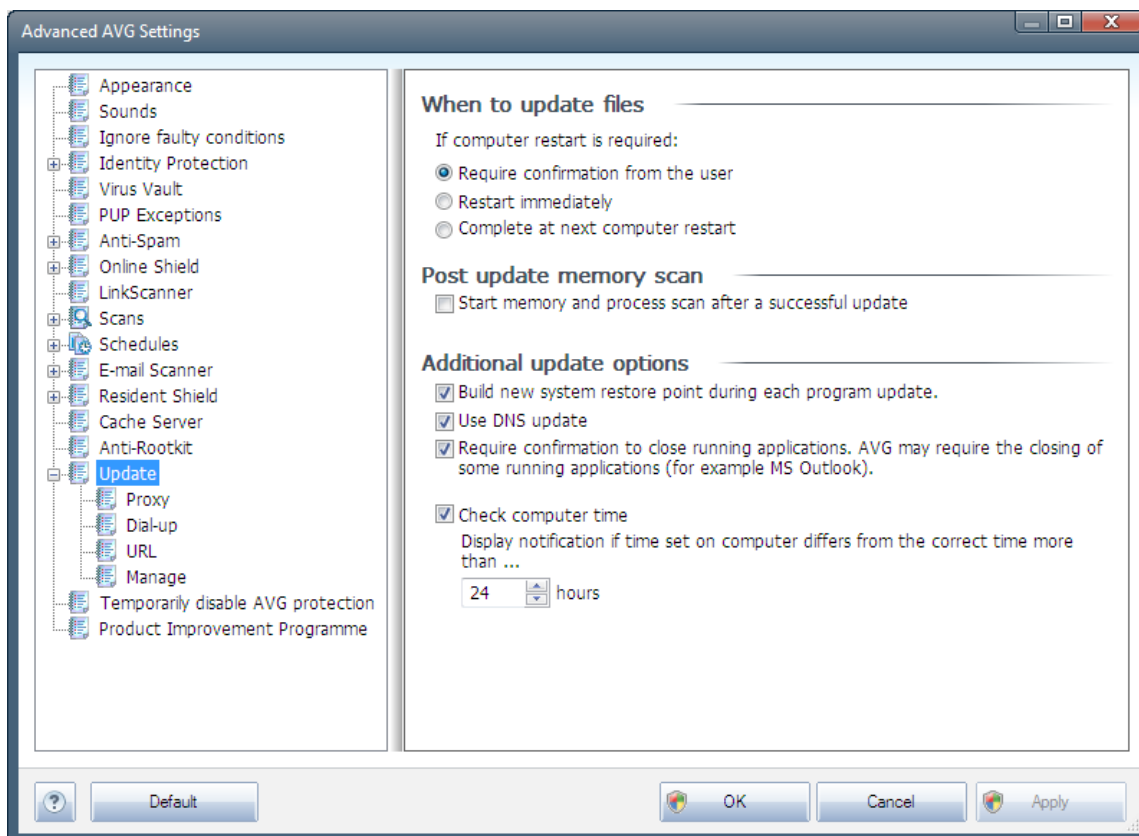 Advanced AVG Settings
Appearance
Sounds
Ignore faulty conditions
Identity Protection
Virus Vault
PUP Exceptions
Anti-Spam
Online Shield
LinkScanner
Scans
Schedules
E-mail Scanner
Resident Shield
Cache Server
Anti-Rootkit
Update
Proxy
Dial-up
URL
Manage
Temporarily disable AVG protection
Product Improvement Programme
When to update files
If computer restart is required:
Require confirmation from the user
Restart immediately
Complete at next computer restart
Post update memory scan
Start memory and process scan after a successful update
Additional update options
Build new system restore point during each program update.
Use DNS update
Require confirmation to close running applications. AVG may require the closing of
some running applications (for example MS Outlook).
Check computer time
Display notification if time set on computer differs from the correct time more
than ...
24 hours
? Default OK Cancel Apply